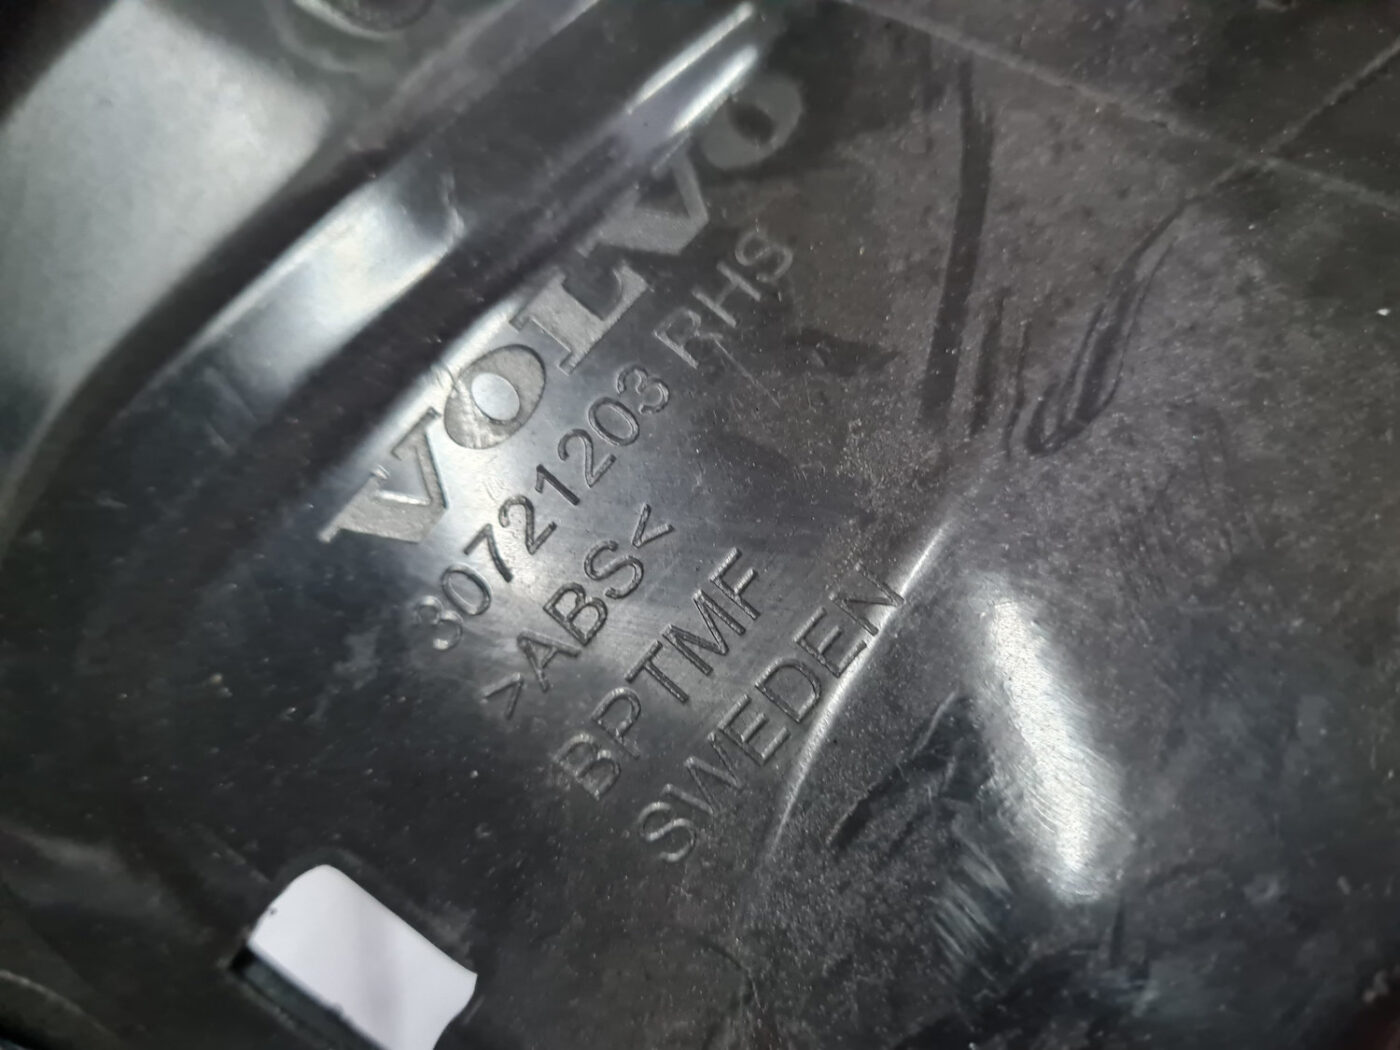 VOLVO
30721203 RHS
>ABS<
BPTMF
SWEDEN